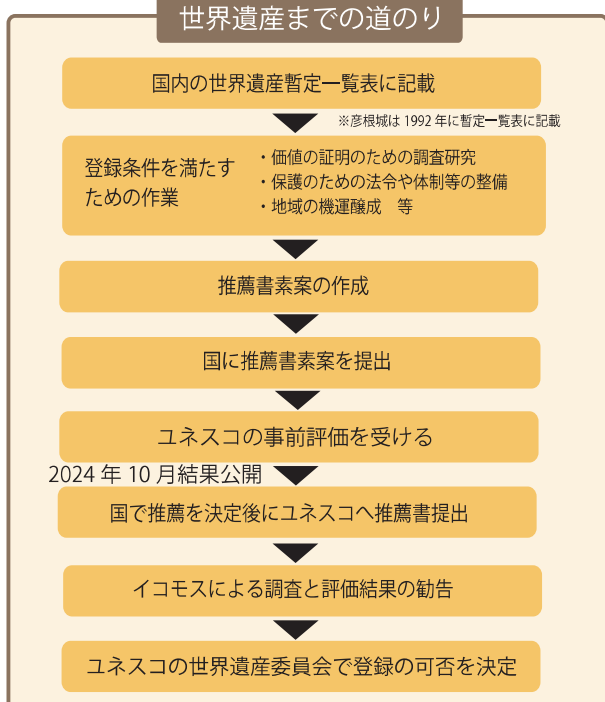 世界遺産までの道のり
国内の世界遺産暫定一覧表に記載
※彦根城は 1992 年に暫定一覧表に記載
登録条件を満たす
ための作業
・価値の証明のための調査研究
・保護のための法令や体制等の整備
・地域の機運醸成　等
推薦書素案の作成
国に推薦書素案を提出
ユネスコの事前評価を受ける
2024 年 10 月結果公開
国で推薦を決定後にユネスコへ推薦書提出
イコモスによる調査と評価結果の勧告
ユネスコの世界遺産委員会で登録の可否を決定